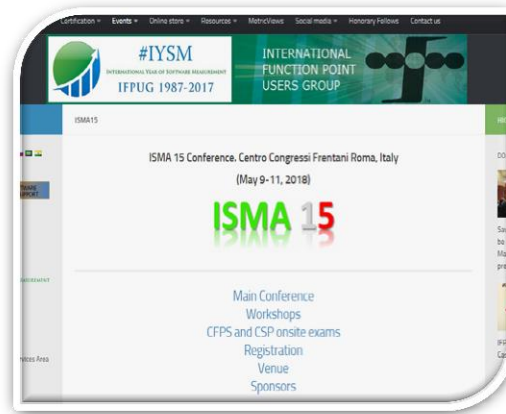 Certification Events Online store Resources MetricViews Social media Honorary Fellows Contact us
#IYSM
INTERNATIONAL YEAR OF SOFTWARE MEASUREMENT
IFPUG 1987-2017
INTERNATIONAL
FUNCTION POINT
USERS GROUP
ISMA15
ISMA 15 Conference. Centro Congressi Frentani Roma, Italy
(May 9-11, 2018)
ISMA 15
Main Conference
Workshops
CFPS and CSP onsite exams
Registration
Venue
Sponsors